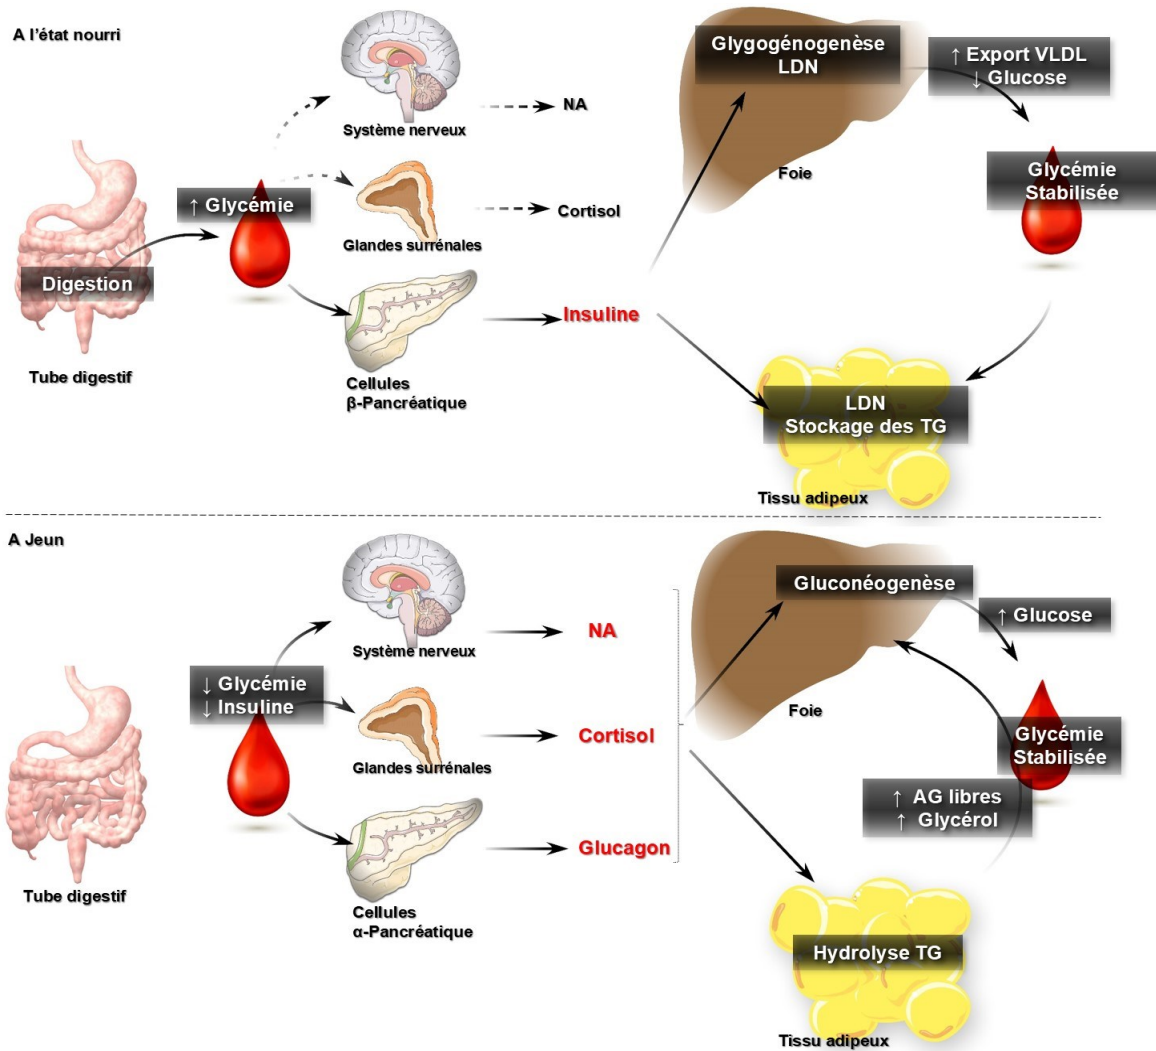 A l'état nourri
Système nerveux
NA
↑ Glycémie
Glandes surrénales
Cortisol
Digestion
Tube digestif
Cellules
β-Pancréatique
Insuline
Glygogénogenèse
LDN
Foie
↑ Export VLDL
↓ Glucose
Glycémie
Stabilisée
LDN
Stockage des TG
Tissu adipeux
A Jeun
Système nerveux
NA
↓ Glycémie
↓ Insuline
Glandes surrénales
Cortisol
Tube digestif
Cellules
α-Pancréatique
Glucagon
Gluconéogenèse
Foie
↑ Glucose
Glycémie
Stabilisée
↑ AG libres
↑ Glycérol
Hydrolyse TG
Tissu adipeux